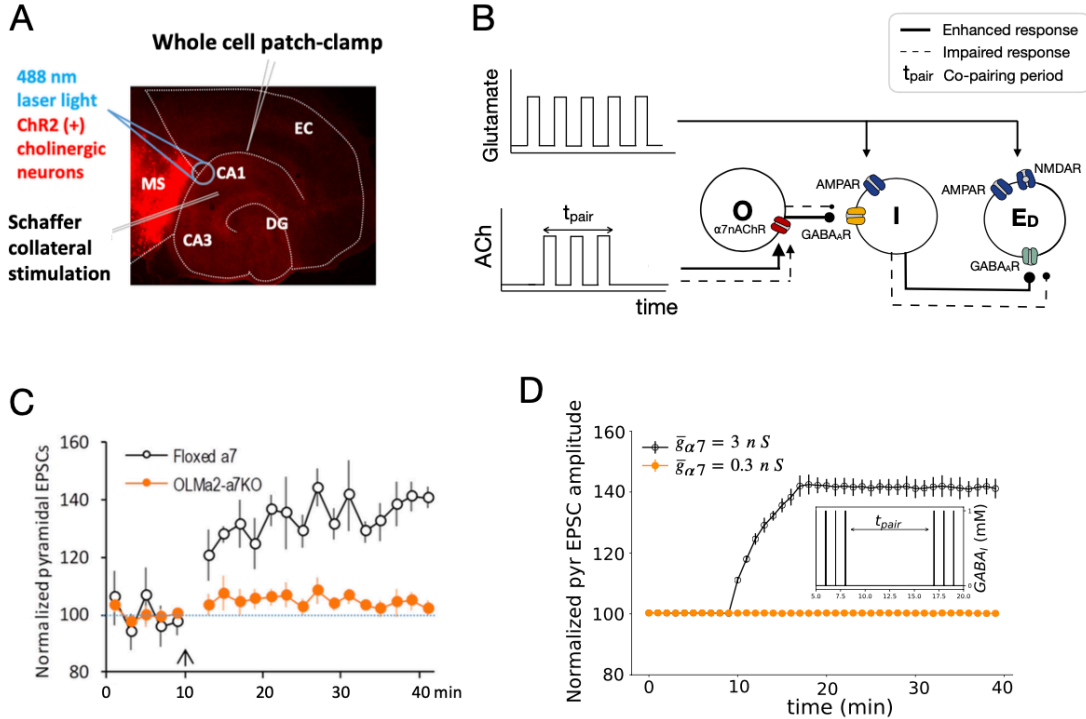 A
Whole cell patch-clamp
488 nm
laser light
ChR2 (+)
cholinergic
neurons
EC
CA1
MS
DG
CA3
Schaffer
collateral
stimulation
B
Enhanced response
Impaired response
tpair Co-pairing period
Glutamate
ACh
tpair
time
O
α7nAChR
AMPAR
I
GABAAR
AMPAR
NMDAR
ED
GABAAR
C
Normalized pyramidal EPSCs
160
140
120
100
80
Floxed a7
OLMa2-a7KO
0 10 20 30 40 min
D
Normalized pyr EPSC amplitude
160
140
120
100
80
g̅α7 = 3 n S
g̅α7 = 0.3 n S
tpair
1
0
GABAI (mM)
5.0 7.5 10.0 12.5 15.0 17.5 20.0
0 10 20 30 40
time (min)